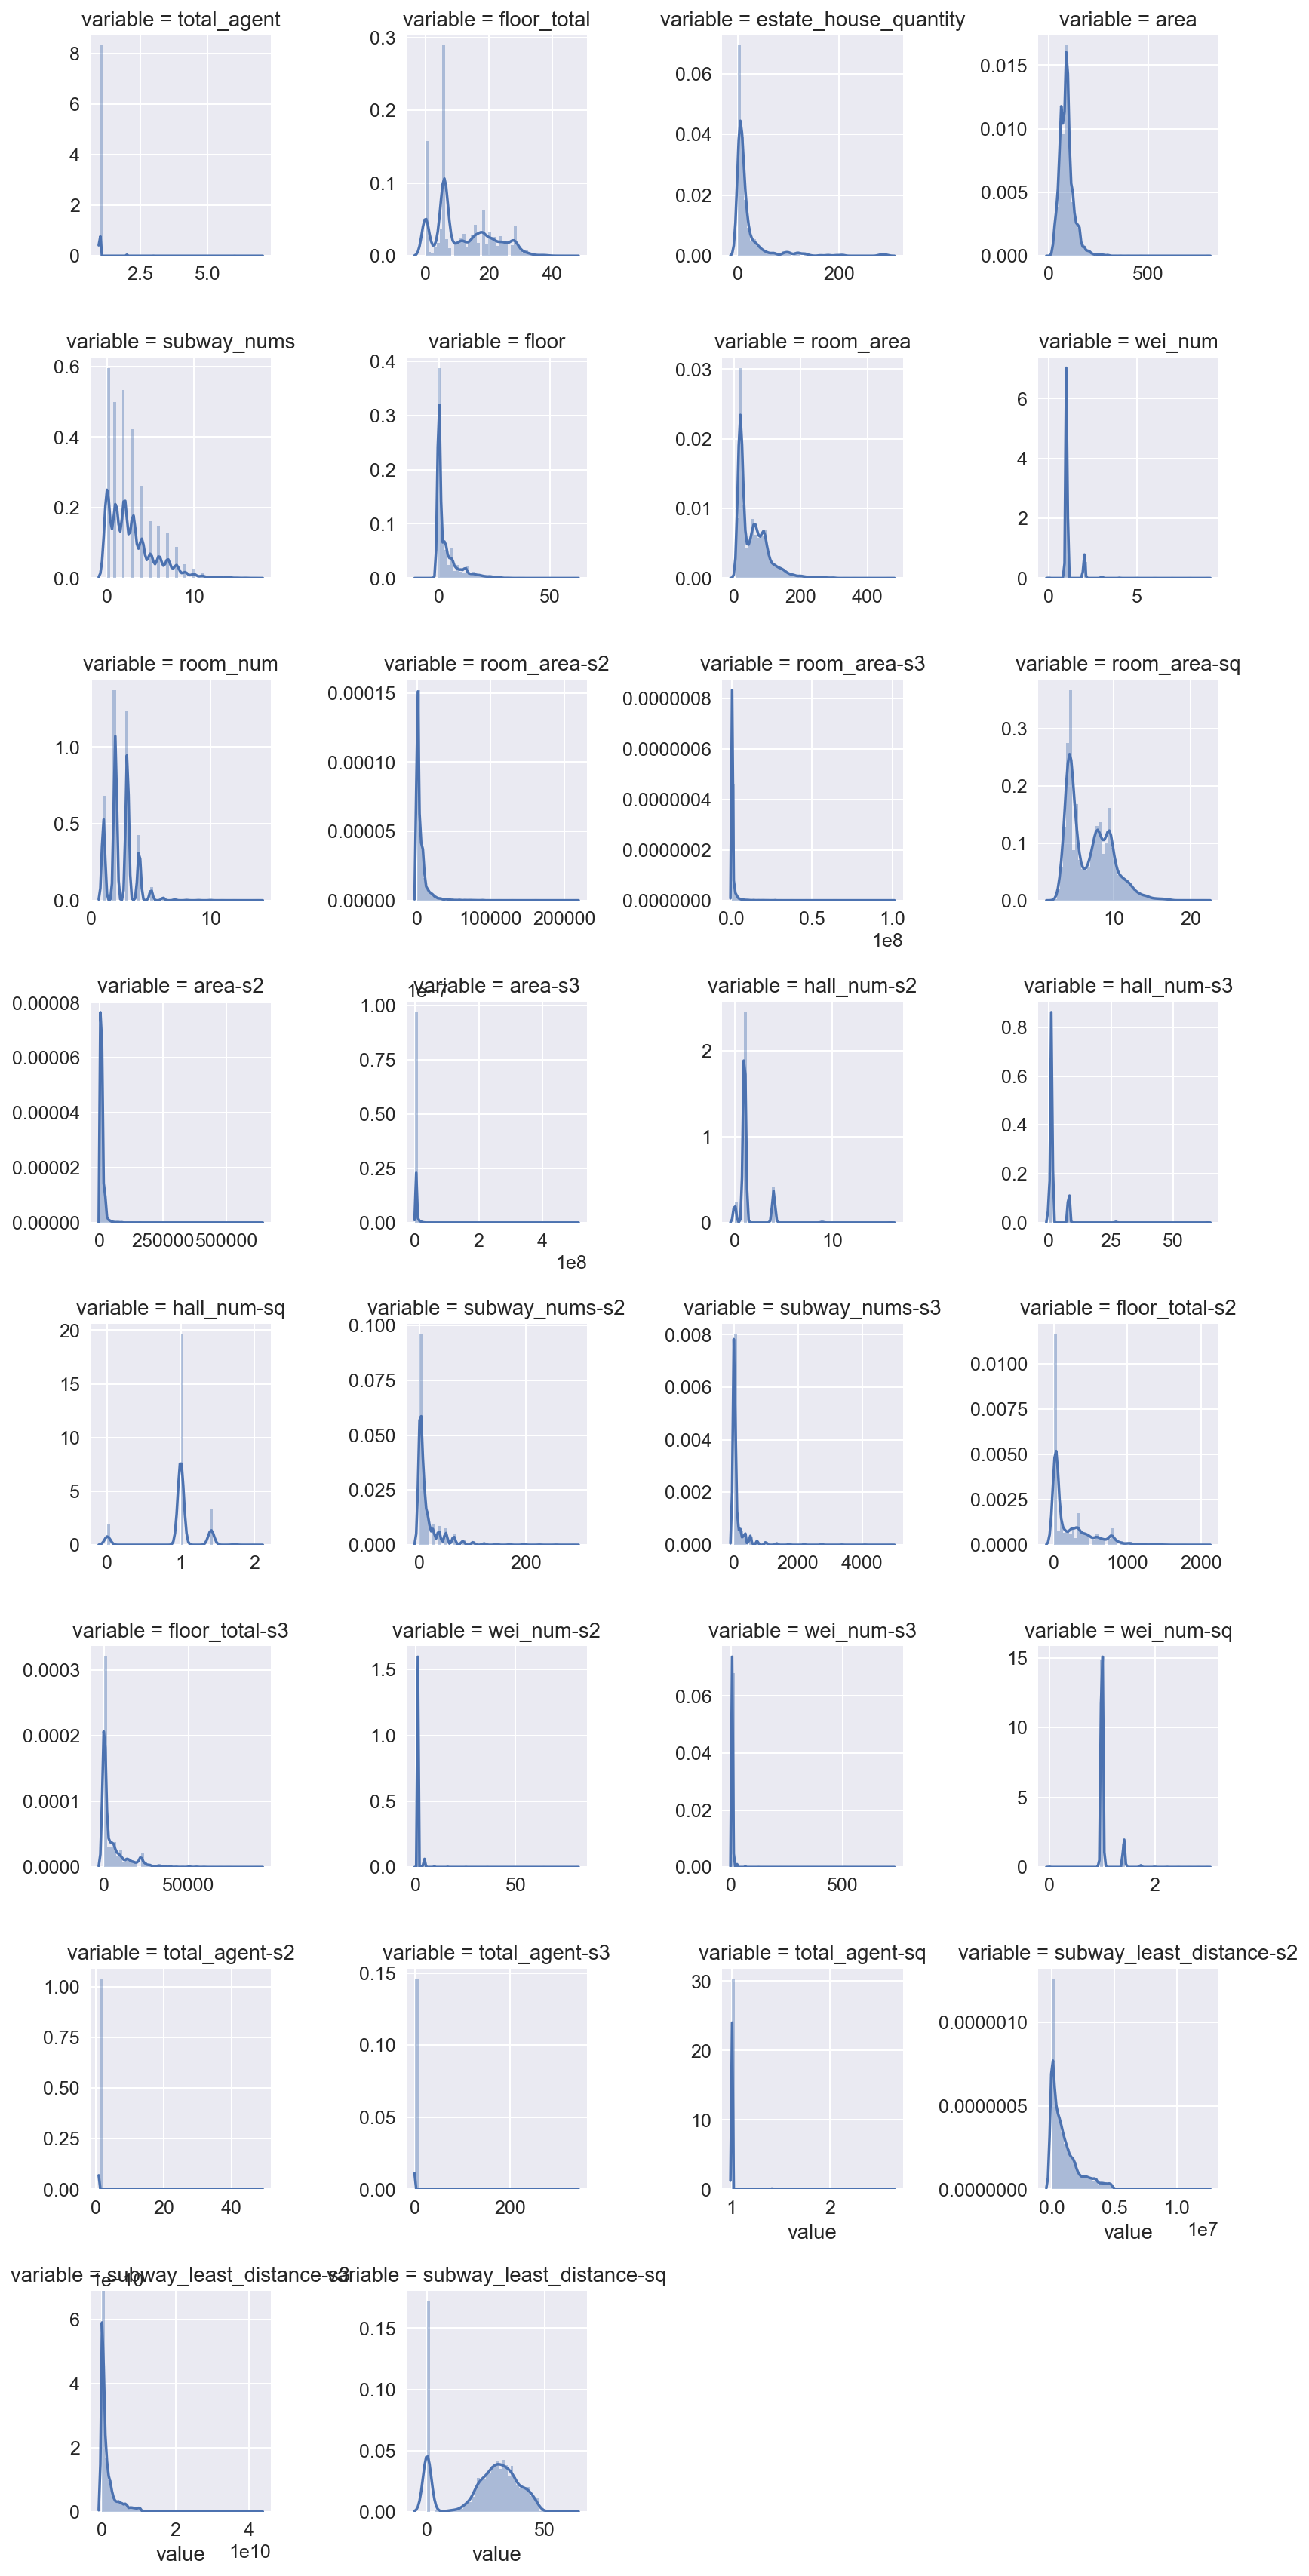 variable = total_agent
variable = floor_total
variable = estate_house_quantity
variable = area
8
6
4
2
0
2.5 5.0
0.3
0.2
0.1
0.0
0 20 40
0.06
0.04
0.02
0.00
0 200
0.015
0.010
0.005
0.000
0 500
variable = subway_nums
variable = floor
variable = room_area
variable = wei_num
0.6
0.4
0.2
0.0
0 10
0.4
0.3
0.2
0.1
0.0
0 50
0.03
0.02
0.01
0.00
0 200 400
6
4
2
0
0 5
variable = room_num
variable = room_area-s2
variable = room_area-s3
variable = room_area-sq
1.0
0.5
0.0
0 10
0.00015
0.00010
0.00005
0.00000
0 100000 200000
0.0000008
0.0000006
0.0000004
0.0000002
0.0000000
0.0 0.5 1.0
1e8
0.3
0.2
0.1
0.0
10 20
variable = area-s2
variable = area-s3
variable = hall_num-s2
variable = hall_num-s3
0.00008
0.00006
0.00004
0.00002
0.00000
0 250000 500000
1e−7
1.00
0.75
0.50
0.25
0.00
0 2 4
1e8
2
1
0
0 10
0.8
0.6
0.4
0.2
0.0
0 25 50
variable = hall_num-sq
variable = subway_nums-s2
variable = subway_nums-s3
variable = floor_total-s2
20
15
10
5
0
0 1 2
0.100
0.075
0.050
0.025
0.000
0 200
0.008
0.006
0.004
0.002
0.000
0 2000 4000
0.0100
0.0075
0.0050
0.0025
0.0000
0 1000 2000
variable = floor_total-s3
variable = wei_num-s2
variable = wei_num-s3
variable = wei_num-sq
0.0003
0.0002
0.0001
0.0000
0 50000
1.5
1.0
0.5
0.0
0 50
0.06
0.04
0.02
0.00
0 500
15
10
5
0
0 2
variable = total_agent-s2
variable = total_agent-s3
variable = total_agent-sq
variable = subway_least_distance-s2
1.00
0.75
0.50
0.25
0.00
0 20 40
0.15
0.10
0.05
0.00
0 200
30
20
10
0
1 2
value
0.0000010
0.0000005
0.0000000
0.0 0.5 1.0
1e7
value
variable = subway_least_distance-s3
variable = subway_least_distance-sq
1e−10
6
4
2
0
0 2 4
1e10
value
0.15
0.10
0.05
0.00
0 50
value